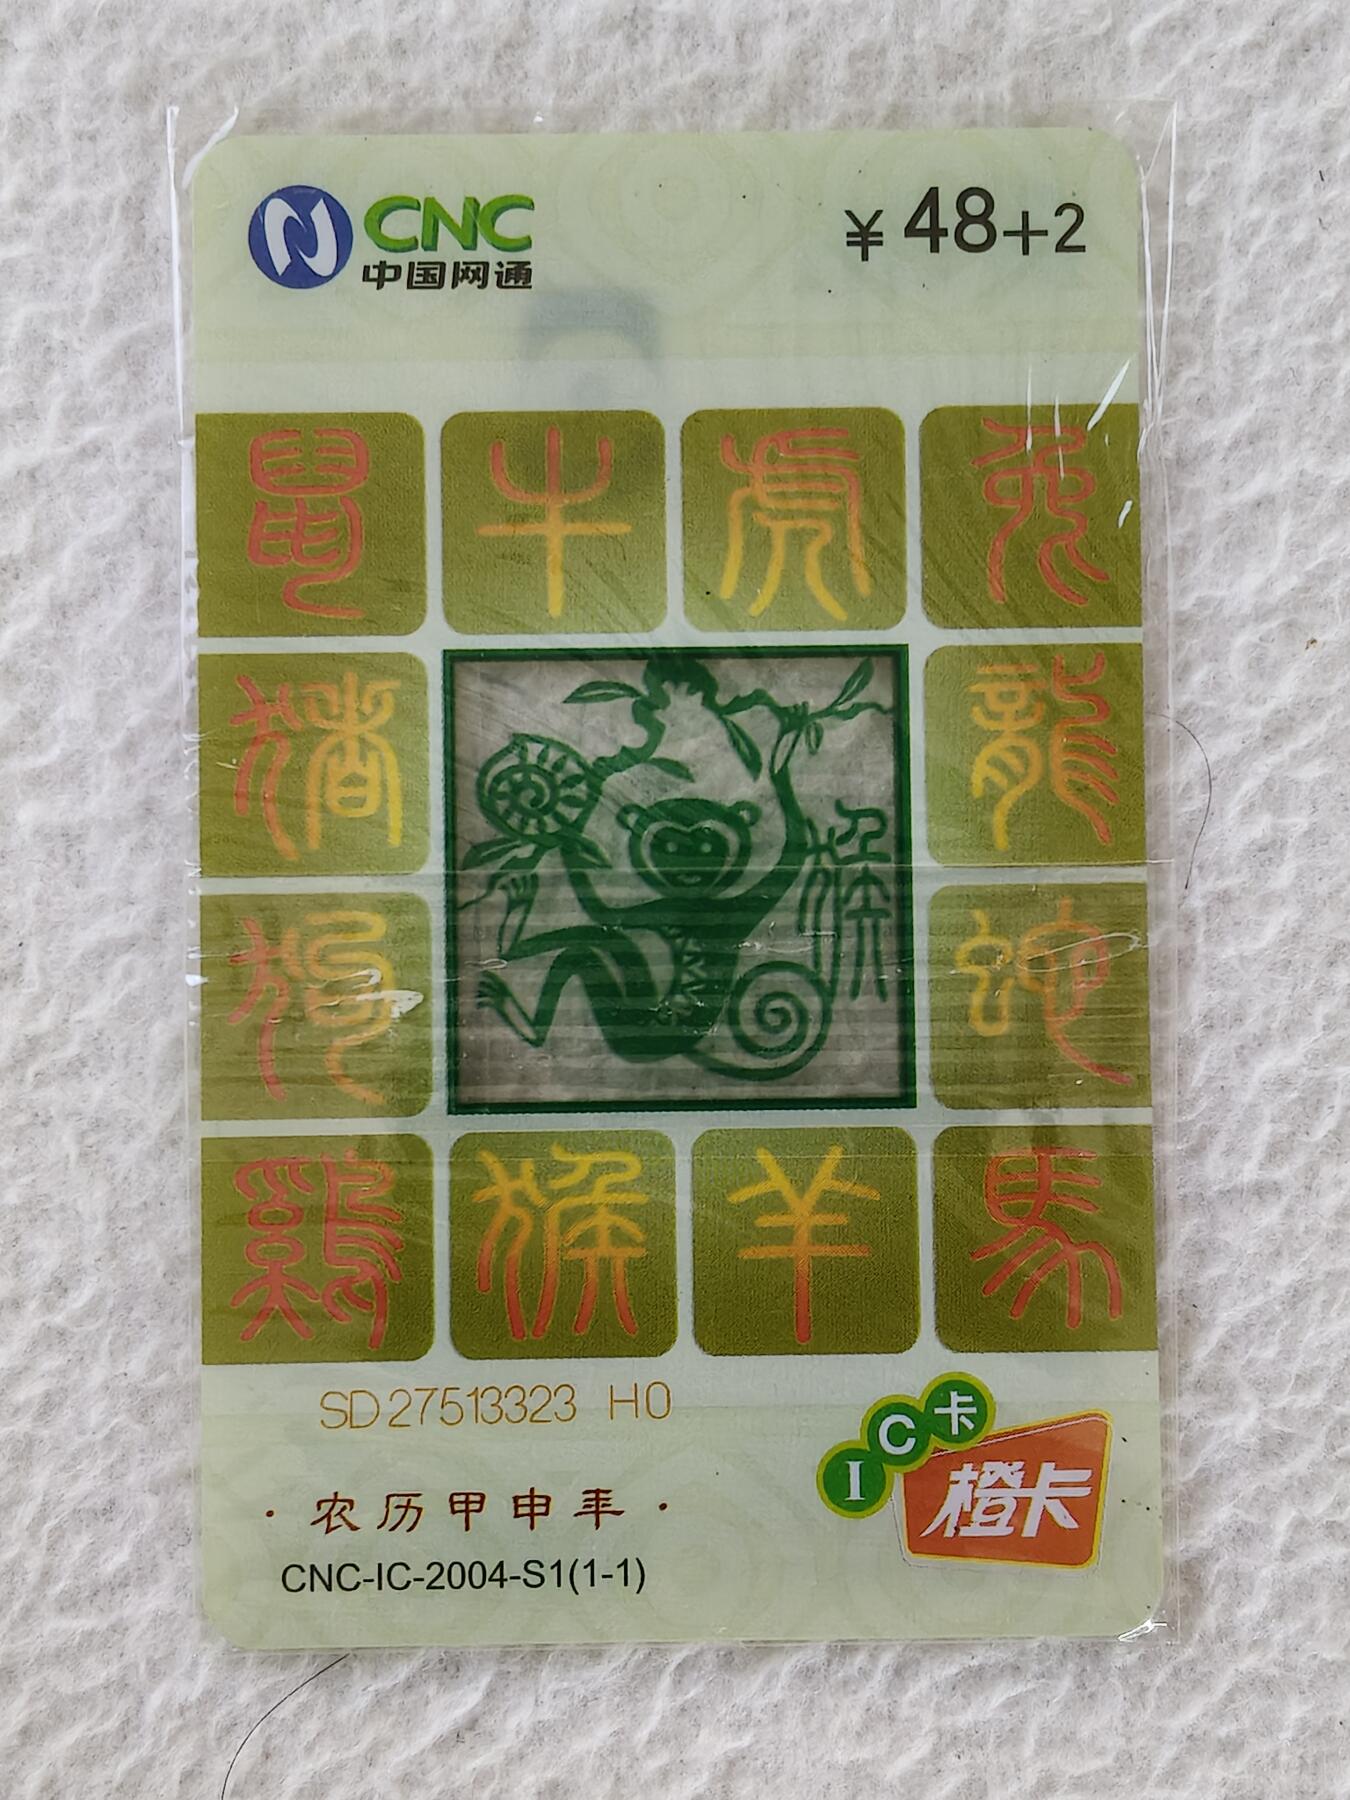 CNC
中国网通
¥ 48+2
鼠 牛 虎 兔
猪 龍
猴
狗 蛇
鷄 猴 羊 馬
SD27513323 H0
IC卡
橙卡
·农历甲申年·
CNC-IC-2004-S1(1-1)